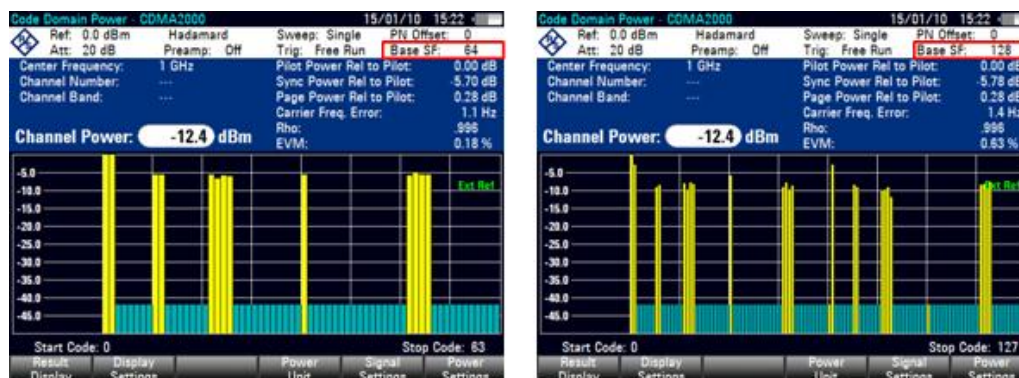 Code Domain Power - CDMA2000 15/01/10 15:22
Ref: 0.0 dBm Hadamard Sweep: Single PN Offset: 0
Att: 20 dB Preamp: Off Trig: Free Run Base SF: 64
Center Frequency: 1 GHz Pilot Power Rel to Pilot: 0.00 dB
Channel Number: --- Sync Power Rel to Pilot: -5.70 dB
Channel Band: --- Page Power Rel to Pilot: 0.28 dB
Carrier Freq. Error: 1.1 Hz
Rho: .996
Channel Power: -12.4 dBm EVM: 0.18 %
-5.0
Ext Ref
-10.0
-15.0
-20.0
-25.0
-30.0
-35.0
-40.0
-45.0
Start Code: 0 Stop Code: 63
Result Display Power Signal Power
Display Settings Unit Settings Settings
Code Domain Power - CDMA2000 15/01/10 15:22
Ref: 0.0 dBm Hadamard Sweep: Single PN Offset: 0
Att: 20 dB Preamp: Off Trig: Free Run Base SF: 128
Center Frequency: 1 GHz Pilot Power Rel to Pilot: 0.00 dB
Channel Number: --- Sync Power Rel to Pilot: -5.78 dB
Channel Band: --- Page Power Rel to Pilot: 0.28 dB
Carrier Freq. Error: 1.4 Hz
Rho: .996
Channel Power: -12.4 dBm EVM: 0.63 %
-5.0
Ext Ref
-10.0
-15.0
-20.0
-25.0
-30.0
-35.0
-40.0
-45.0
Start Code: 0 Stop Code: 127
Result Display Power Signal Power
Display Settings Unit Settings Settings